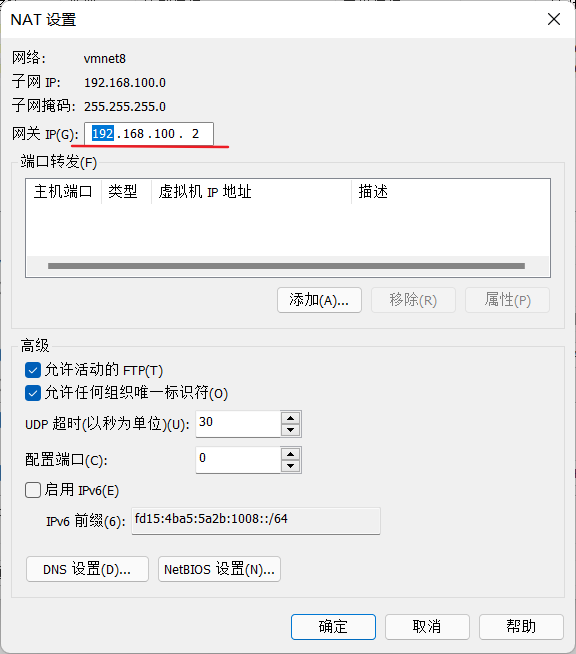 NAT 设置
网络: vmnet8
子网 IP: 192.168.100.0
子网掩码: 255.255.255.0
网关 IP(G): 192 . 168 . 100 . 2
端口转发(F)
主机端口 类型 虚拟机 IP 地址 描述
添加(A)... 移除(R) 属性(P)
高级
允许活动的 FTP(T)
允许任何组织唯一标识符(O)
UDP 超时(以秒为单位)(U): 30
配置端口(C): 0
启用 IPv6(E)
IPv6 前缀(6): fd15:4ba5:5a2b:1008::/64
DNS 设置(D)... NetBIOS 设置(N)...
确定 取消 帮助